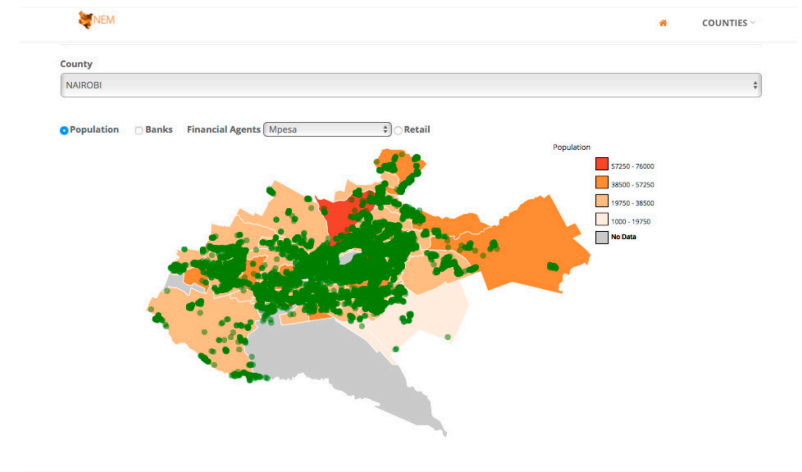 NEM
COUNTIES
County
NAIROBI
Population Banks Financial Agents Mpesa Retail
Population
57250 - 76000
38500 - 57250
19750 - 38500
1000 - 19750
No Data